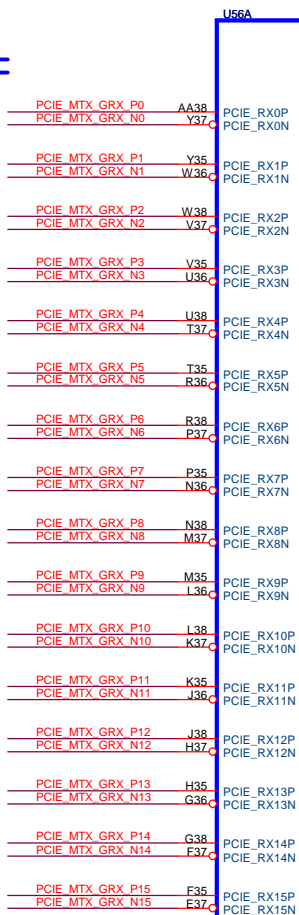 U56A
PCIE_MTX_GRX_P0 AA38 PCIE_RX0P
PCIE_MTX_GRX_N0 Y37 PCIE_RX0N
PCIE_MTX_GRX_P1 Y35 PCIE_RX1P
PCIE_MTX_GRX_N1 W36 PCIE_RX1N
PCIE_MTX_GRX_P2 W38 PCIE_RX2P
PCIE_MTX_GRX_N2 V37 PCIE_RX2N
PCIE_MTX_GRX_P3 V35 PCIE_RX3P
PCIE_MTX_GRX_N3 U36 PCIE_RX3N
PCIE_MTX_GRX_P4 U38 PCIE_RX4P
PCIE_MTX_GRX_N4 T37 PCIE_RX4N
PCIE_MTX_GRX_P5 T35 PCIE_RX5P
PCIE_MTX_GRX_N5 R36 PCIE_RX5N
PCIE_MTX_GRX_P6 R38 PCIE_RX6P
PCIE_MTX_GRX_N6 P37 PCIE_RX6N
PCIE_MTX_GRX_P7 P35 PCIE_RX7P
PCIE_MTX_GRX_N7 N36 PCIE_RX7N
PCIE_MTX_GRX_P8 N38 PCIE_RX8P
PCIE_MTX_GRX_N8 M37 PCIE_RX8N
PCIE_MTX_GRX_P9 M35 PCIE_RX9P
PCIE_MTX_GRX_N9 L36 PCIE_RX9N
PCIE_MTX_GRX_P10 L38 PCIE_RX10P
PCIE_MTX_GRX_N10 K37 PCIE_RX10N
PCIE_MTX_GRX_P11 K35 PCIE_RX11P
PCIE_MTX_GRX_N11 J36 PCIE_RX11N
PCIE_MTX_GRX_P12 J38 PCIE_RX12P
PCIE_MTX_GRX_N12 H37 PCIE_RX12N
PCIE_MTX_GRX_P13 H35 PCIE_RX13P
PCIE_MTX_GRX_N13 G36 PCIE_RX13N
PCIE_MTX_GRX_P14 G38 PCIE_RX14P
PCIE_MTX_GRX_N14 F37 PCIE_RX14N
PCIE_MTX_GRX_P15 F35 PCIE_RX15P
PCIE_MTX_GRX_N15 E37 PCIE_RX15N